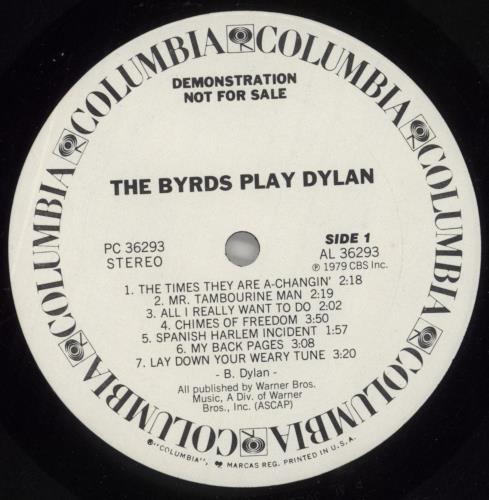 COLUMBIA COLUMBIA COLUMBIA COLUMBIA COLUMBIA COLUMBIA COLUMBIA
DEMONSTRATION
NOT FOR SALE
THE BYRDS PLAY DYLAN
PC 36293
STEREO
SIDE 1
AL 36293
℗ 1979 CBS Inc.
1. THE TIMES THEY ARE A-CHANGIN' 2:18
2. MR. TAMBOURINE MAN 2:19
3. ALL I REALLY WANT TO DO 2:02
4. CHIMES OF FREEDOM 3:50
5. SPANISH HARLEM INCIDENT 1:57
6. MY BACK PAGES 3:08
7. LAY DOWN YOUR WEARY TUNE 3:20
- B. Dylan -
All published by Warner Bros.
Music, A Div. of Warner
Bros., Inc. (ASCAP)
®"COLUMBIA", MARCAS REG. PRINTED IN U.S.A.